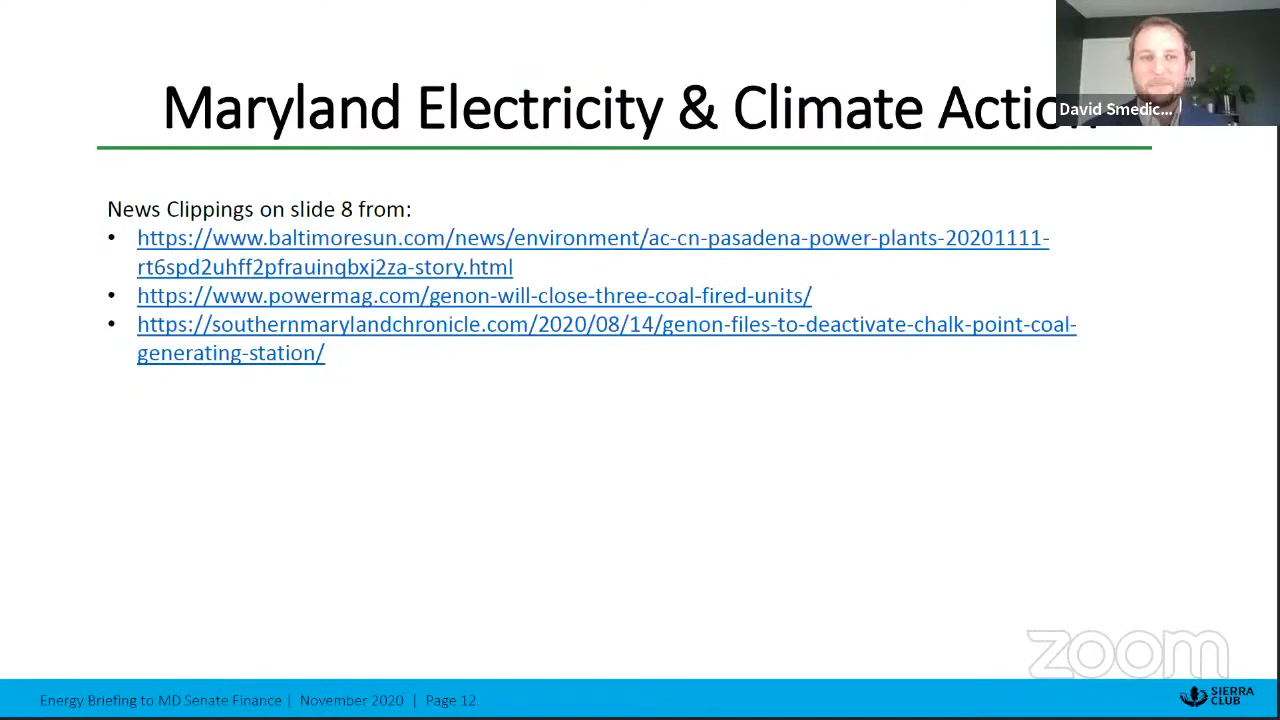 Maryland Electricity & Climate Action
David Smedic...
News Clippings on slide 8 from:
• https://www.baltimoresun.com/news/environment/ac-cn-pasadena-power-plants-20201111-
rt6spd2uhff2pfrauinqbxj2za-story.html
• https://www.powermag.com/genon-will-close-three-coal-fired-units/
• https://southernmarylandchronicle.com/2020/08/14/genon-files-to-deactivate-chalk-point-coal-
generating-station/
zoom
Energy Briefing to MD Senate Finance | November 2020 | Page 12
SIERRA
CLUB